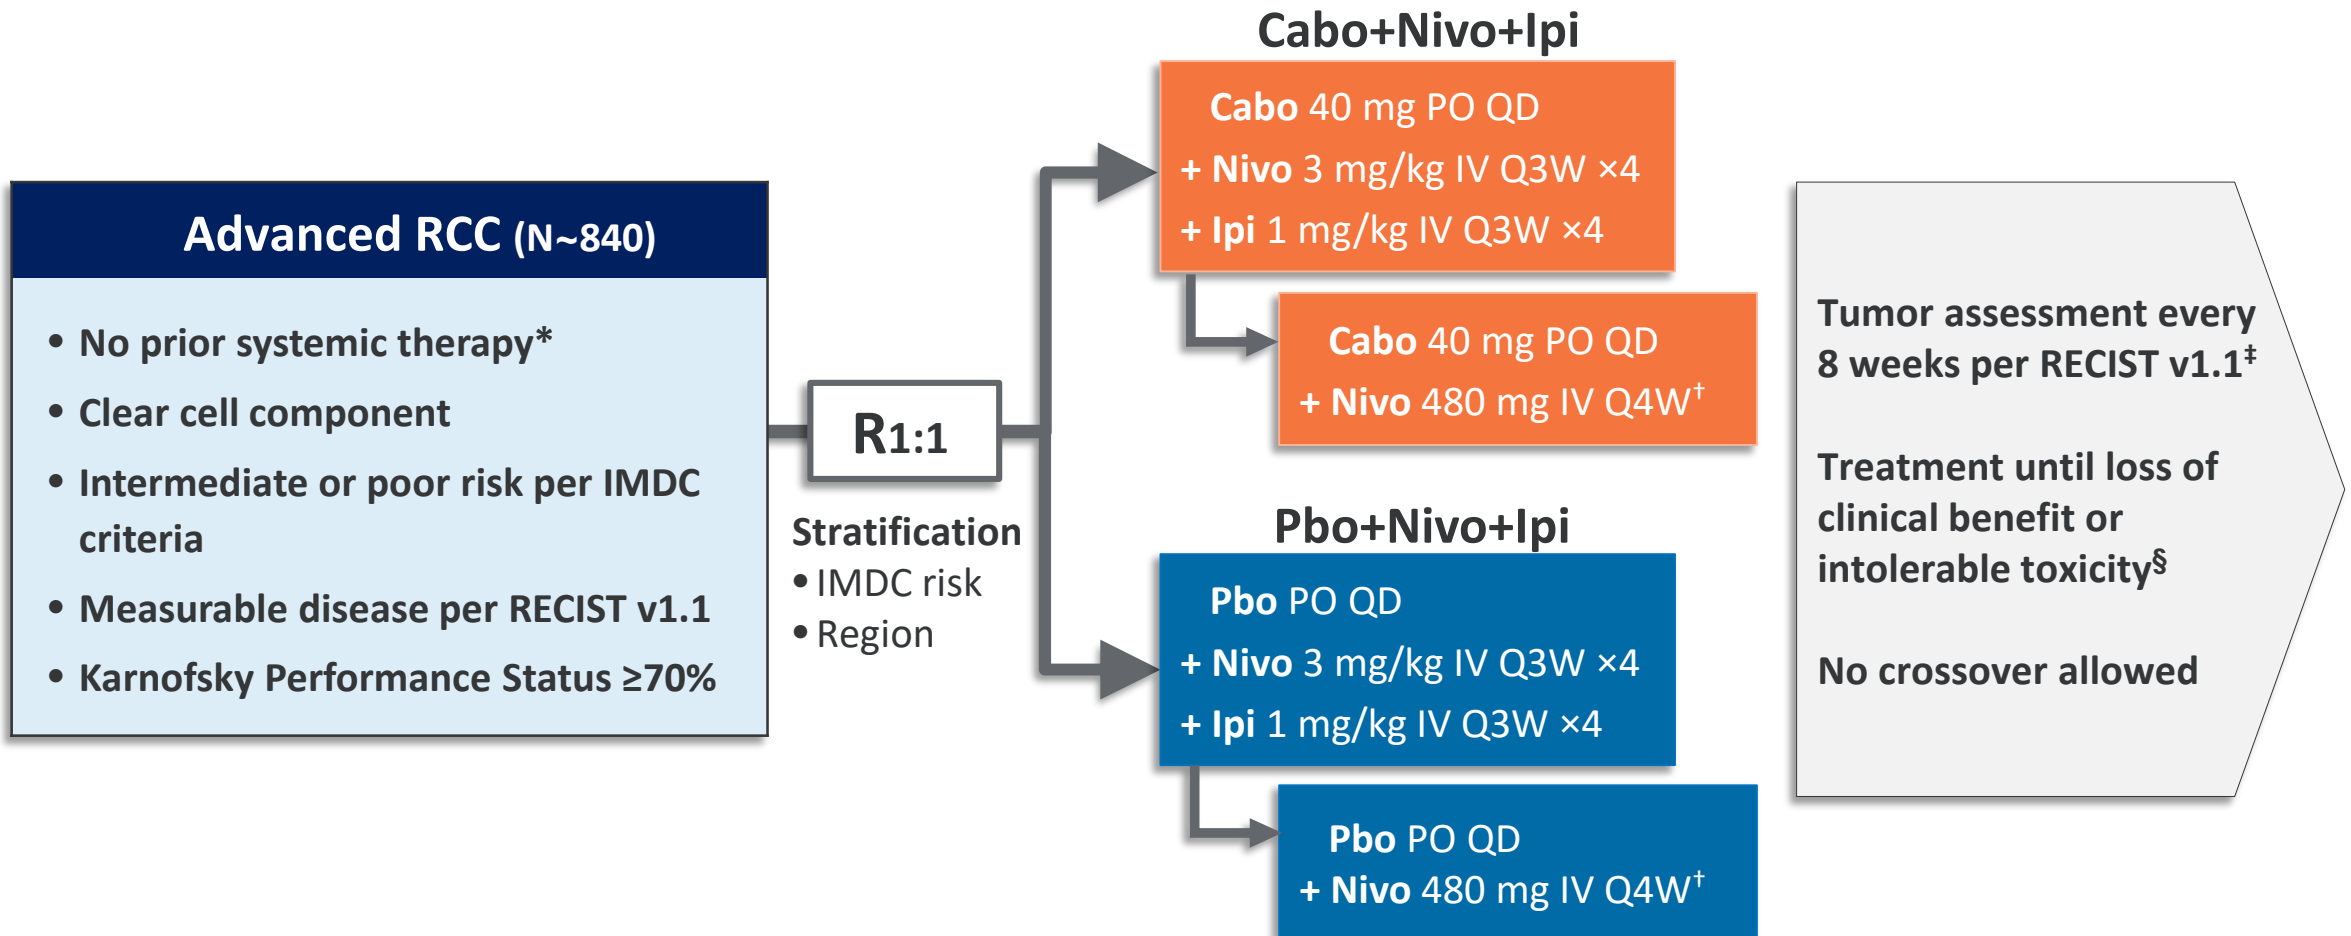 Advanced RCC (N~840)
• No prior systemic therapy*
• Clear cell component
• Intermediate or poor risk per IMDC
criteria
• Measurable disease per RECIST v1.1
• Karnofsky Performance Status ≥70%
R1:1
Stratification
• IMDC risk
• Region
Cabo+Nivo+Ipi
Cabo 40 mg PO QD
+ Nivo 3 mg/kg IV Q3W ×4
+ Ipi 1 mg/kg IV Q3W ×4
Cabo 40 mg PO QD
+ Nivo 480 mg IV Q4W†
Pbo+Nivo+Ipi
Pbo PO QD
+ Nivo 3 mg/kg IV Q3W ×4
+ Ipi 1 mg/kg IV Q3W ×4
Pbo PO QD
+ Nivo 480 mg IV Q4W†
Tumor assessment every
8 weeks per RECIST v1.1‡
Treatment until loss of
clinical benefit or
intolerable toxicity§
No crossover allowed